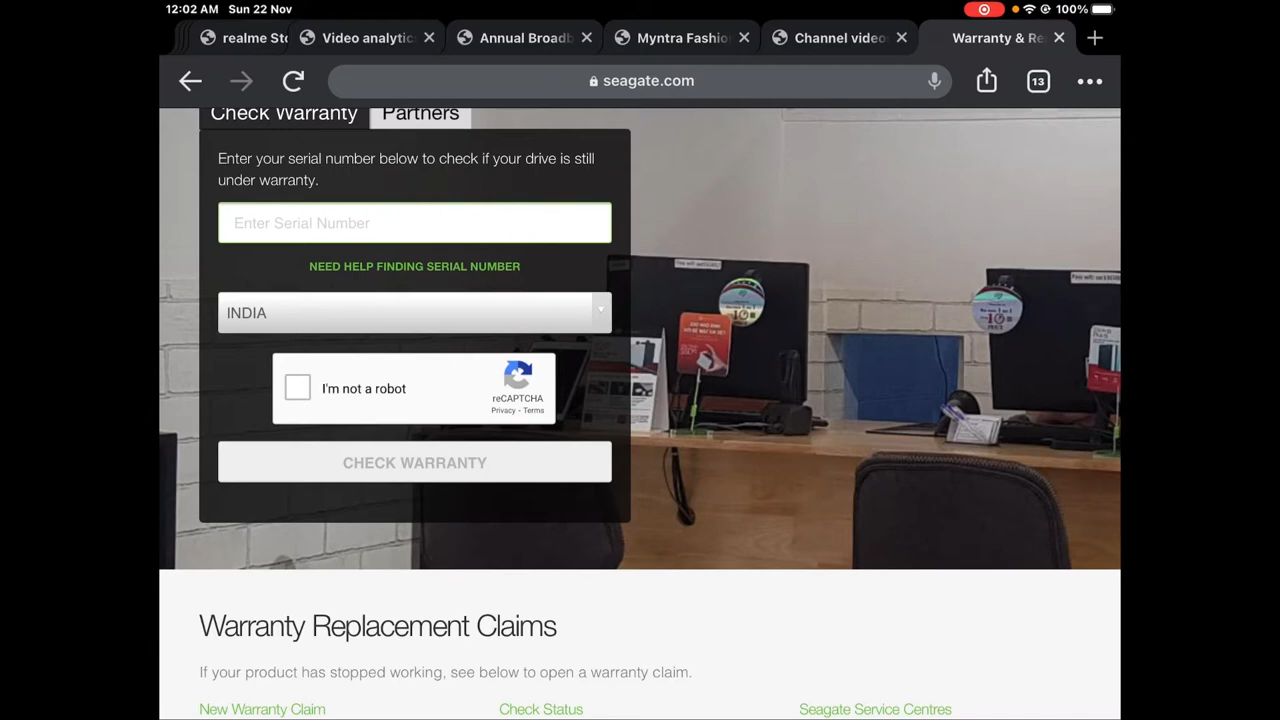 12:02 AM Sun 22 Nov 100%
realme Sto Video analytic Annual Broadb Myntra Fashio Channel video Warranty & Re
seagate.com 13
Check Warranty Partners
Enter your serial number below to check if your drive is still
under warranty.
Enter Serial Number
NEED HELP FINDING SERIAL NUMBER
INDIA
I'm not a robot
reCAPTCHA
Privacy - Terms
CHECK WARRANTY
Warranty Replacement Claims
If your product has stopped working, see below to open a warranty claim.
New Warranty Claim Check Status Seagate Service Centres